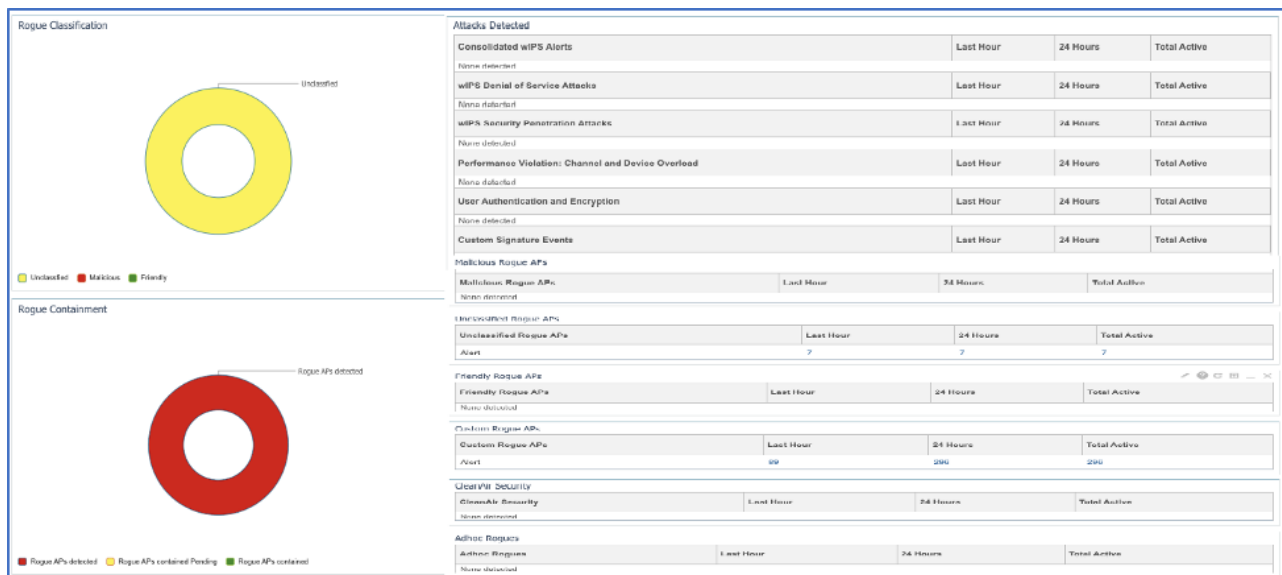 Rogue Classification
Unclassified
Unclassified Malicious Friendly
Rogue Containment
Rogue APs detected
Rogue APs detected Rogue APs contained Pending Rogue APs contained
Attacks Detected
Consolidated wIPS Alerts Last Hour 24 Hours Total Active
None detected
wIPS Denial of Service Attacks Last Hour 24 Hours Total Active
None detected
wIPS Security Penetration Attacks Last Hour 24 Hours Total Active
None detected
Performance Violation: Channel and Device Overload Last Hour 24 Hours Total Active
None detected
User Authentication and Encryption Last Hour 24 Hours Total Active
None detected
Custom Signature Events Last Hour 24 Hours Total Active
Malicious Rogue APs
Malicious Rogue APs Last Hour 24 Hours Total Active
None detected
Unclassified Rogue APs
Unclassified Rogue APs Last Hour 24 Hours Total Active
Alert 7 7 7
Friendly Rogue APs
Friendly Rogue APs Last Hour 24 Hours Total Active
None detected
Custom Rogue APs
Custom Rogue APs Last Hour 24 Hours Total Active
Alert 89 296 296
CleanAir Security
CleanAir Security Last Hour 24 Hours Total Active
None detected
Adhoc Rogues
Adhoc Rogues Last Hour 24 Hours Total Active
None detected